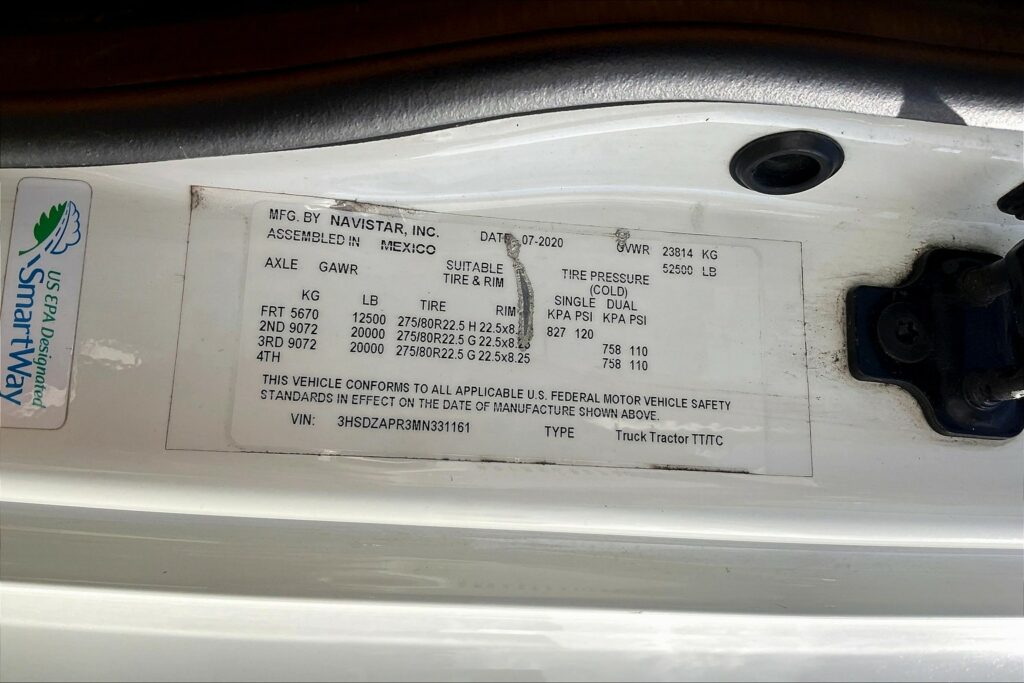 US EPA Designated
SmartWay
MFG. BY NAVISTAR, INC. DATE 07-2020 GVWR 23814 KG
ASSEMBLED IN MEXICO 52500 LB
AXLE GAWR SUITABLE TIRE PRESSURE
TIRE & RIM (COLD)
KG LB TIRE RIM SINGLE DUAL
KPA PSI KPA PSI
FRT 5670 12500 275/80R22.5 H 22.5x8. 827 120
2ND 9072 20000 275/80R22.5 G 22.5x8.25 758 110
3RD 9072 20000 275/80R22.5 G 22.5x8.25 758 110
4TH
THIS VEHICLE CONFORMS TO ALL APPLICABLE U.S. FEDERAL MOTOR VEHICLE SAFETY
STANDARDS IN EFFECT ON THE DATE OF MANUFACTURE SHOWN ABOVE.
VIN: 3HSDZAPR3MN331161 TYPE Truck Tractor TT/TC